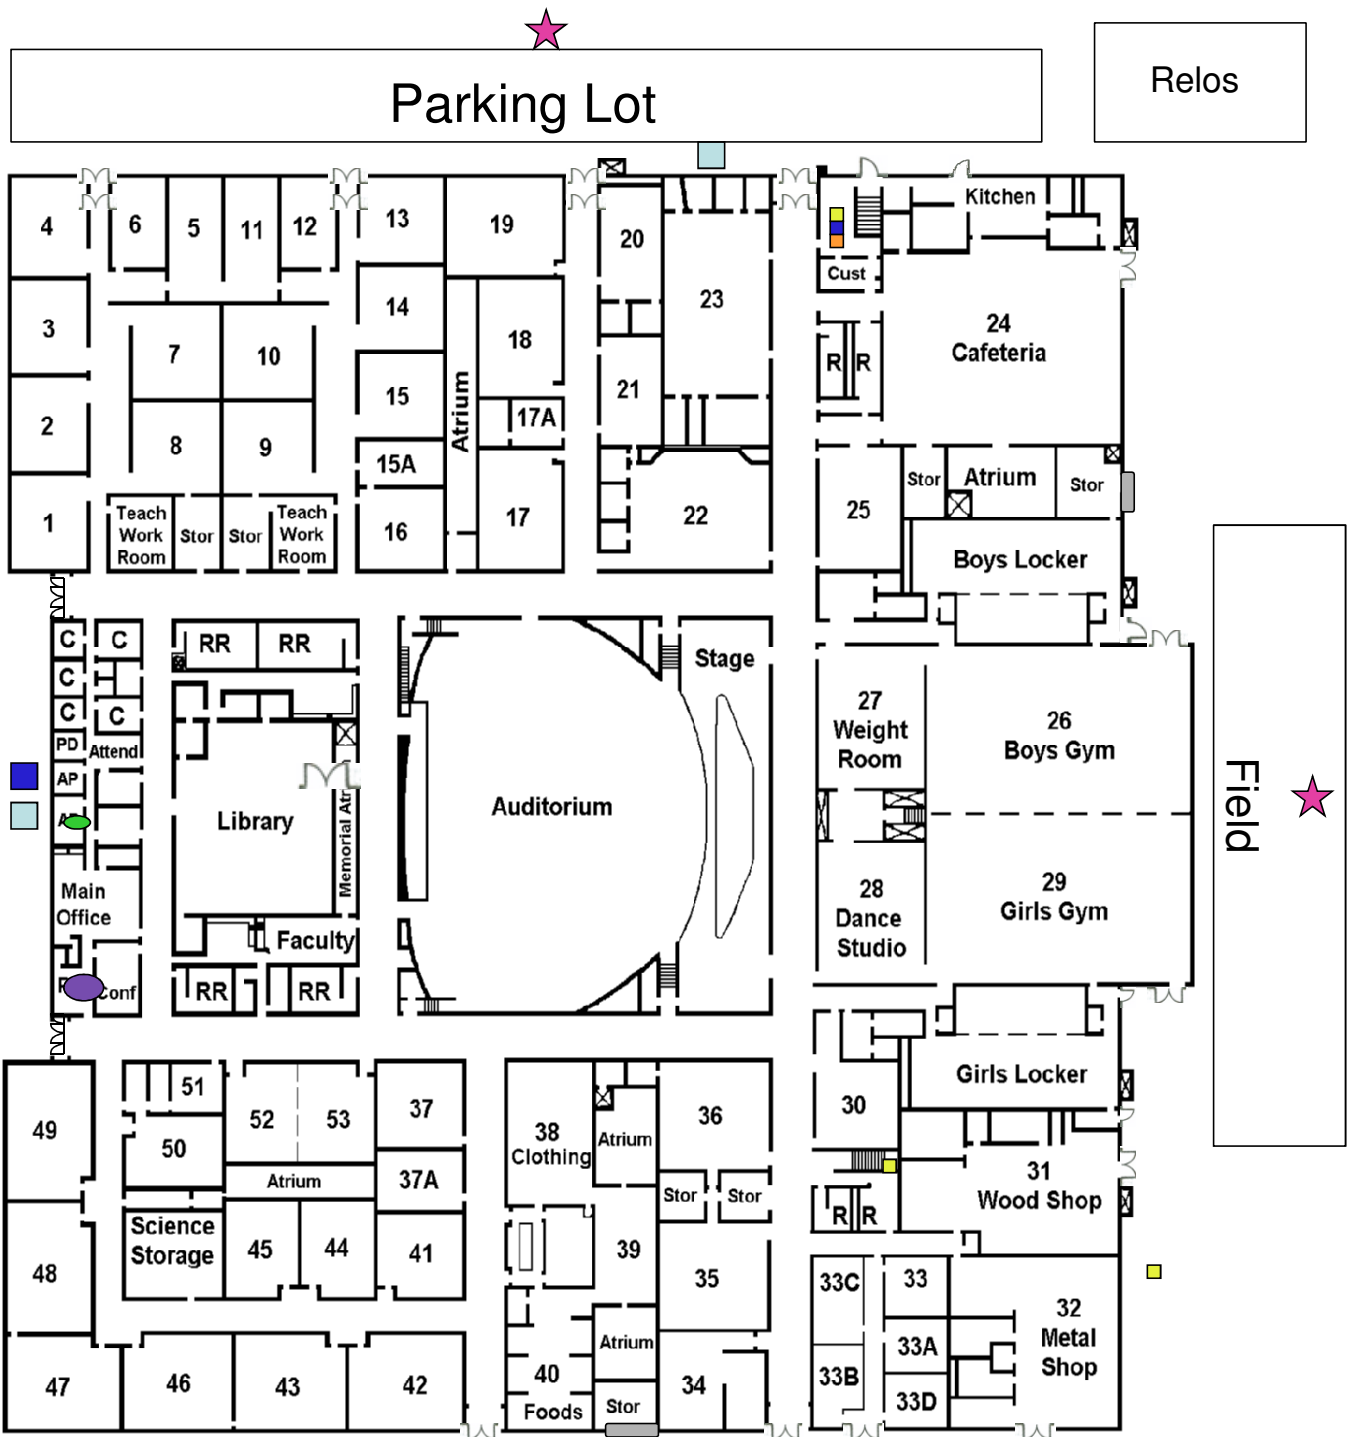 Parking Lot
Relos
4
6
5
11
12
13
19
20
23
Kitchen
Cust
3
7
10
14
18
24
Cafeteria
R
R
2
8
9
15
Atrium
17A
21
15A
1
Teach
Work
Room
Stor
Stor
Teach
Work
Room
16
17
22
25
Stor
Atrium
Stor
Boys Locker
C
C
RR
RR
Stage
C
C
C
PD
Attend
AP
Library
Memorial Atr
Auditorium
27
Weight
Room
26
Boys Gym
Field
Main
Office
Faculty
28
Dance
Studio
29
Girls Gym
Conf
RR
RR
Girls Locker
49
51
52
53
37
38
Clothing
Atrium
36
30
50
Atrium
37A
Stor
Stor
31
Wood Shop
R
R
Science
Storage
45
44
41
39
35
48
33C
33
32
Metal
Shop
Atrium
33A
47
46
43
42
40
Foods
Stor
34
33B
33D